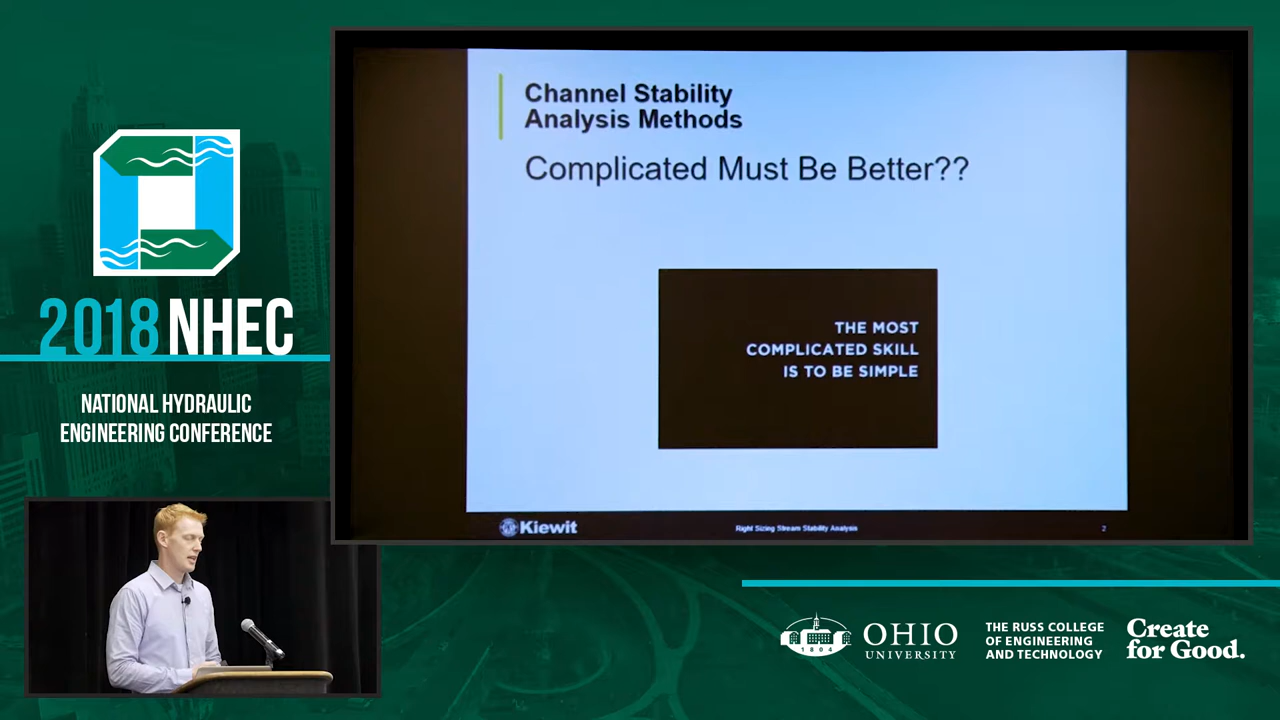 2018 NHEC
NATIONAL HYDRAULIC
ENGINEERING CONFERENCE
Channel Stability
Analysis Methods
Complicated Must Be Better??
THE MOST
COMPLICATED SKILL
IS TO BE SIMPLE
Kiewit
Right Sizing Stream Stability Analysis
2
1804
OHIO
UNIVERSITY
THE RUSS COLLEGE
OF ENGINEERING
AND TECHNOLOGY
Create
for Good.